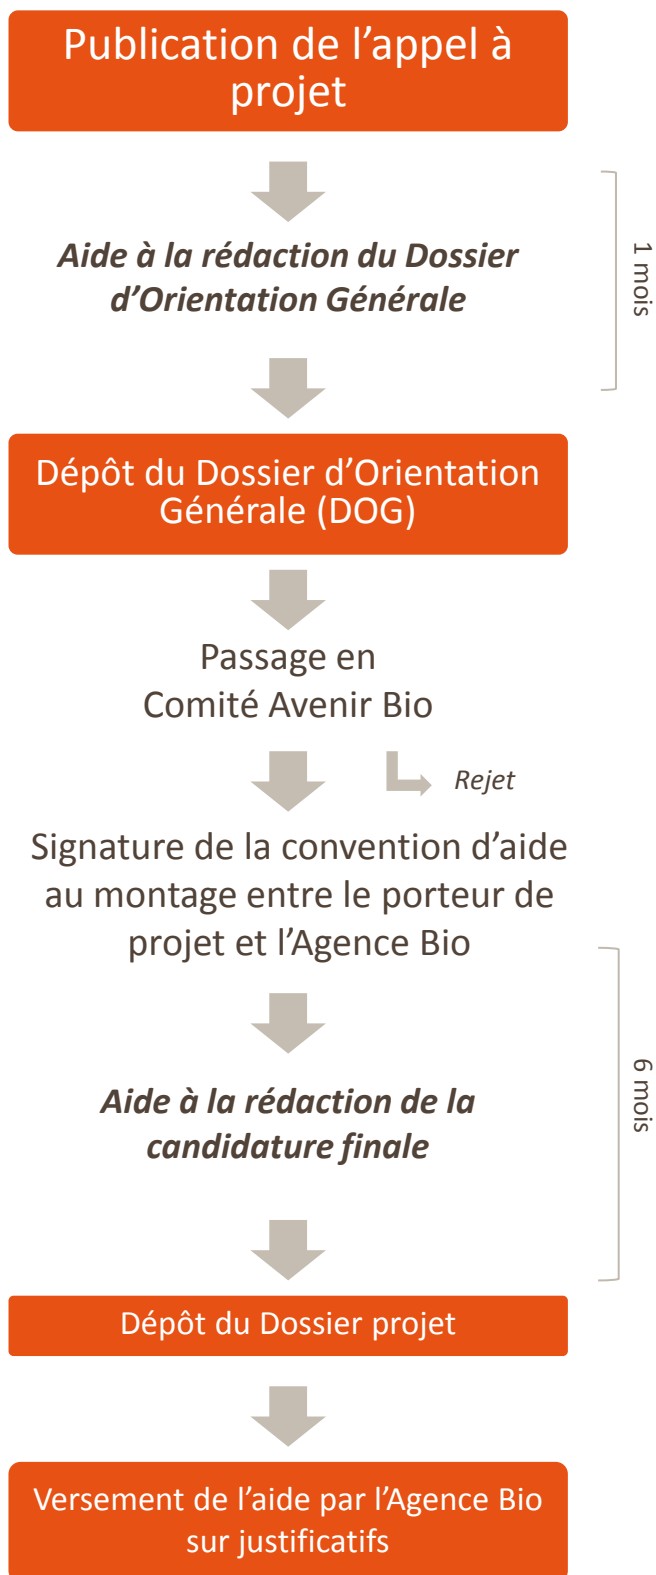 Publication de l’appel à
projet
Aide à la rédaction du Dossier
d’Orientation Générale
1 mois
Dépôt du Dossier d’Orientation
Générale (DOG)
Passage en
Comité Avenir Bio
Rejet
Signature de la convention d’aide
au montage entre le porteur de
projet et l’Agence Bio
Aide à la rédaction de la
candidature finale
6 mois
Dépôt du Dossier projet
Versement de l’aide par l’Agence Bio
sur justificatifs